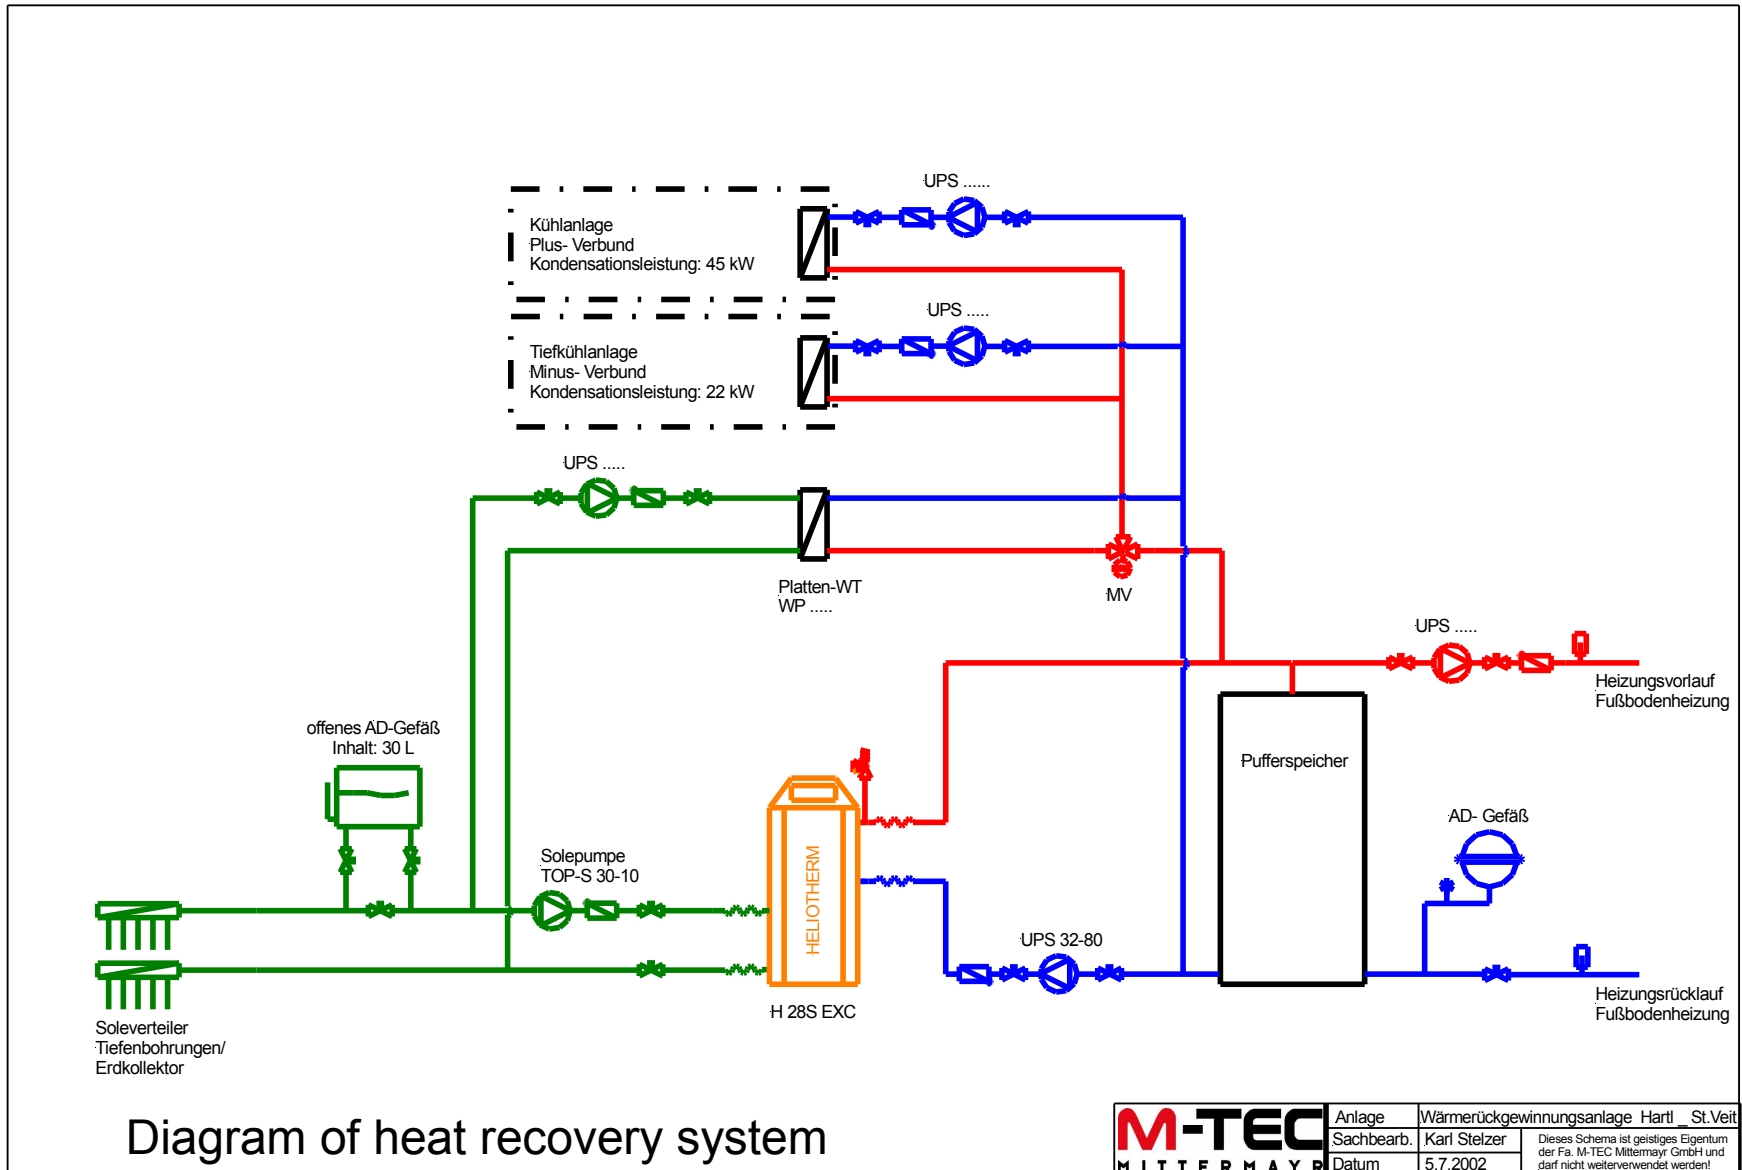 UPS ......
Kühlanlage
Plus- Verbund
Kondensationsleistung: 45 kW
UPS .....
Tiefkühlanlage
Minus- Verbund
Kondensationsleistung: 22 kW
UPS .....
Platten-WT
WP .....
MV
UPS .....
Heizungsvorlauf
Fußbodenheizung
offenes AD-Gefäß
Inhalt: 30 L
Pufferspeicher
AD- Gefäß
Solepumpe
TOP-S 30-10
HELIOTHERM
UPS 32-80
H 28S EXC
Heizungsrücklauf
Fußbodenheizung
Soleverteiler
Tiefenbohrungen/
Erdkollektor
Diagram of heat recovery system
M-TEC
MITTERMAYR
Anlage Wärmerückgewinnungsanlage Hartl _ St.Veit
Sachbearb. Karl Stelzer
Datum 5.7.2002
Dieses Schema ist geistiges Eigentum
der Fa. M-TEC Mittermayr GmbH und
darf nicht weiterverwendet werden!